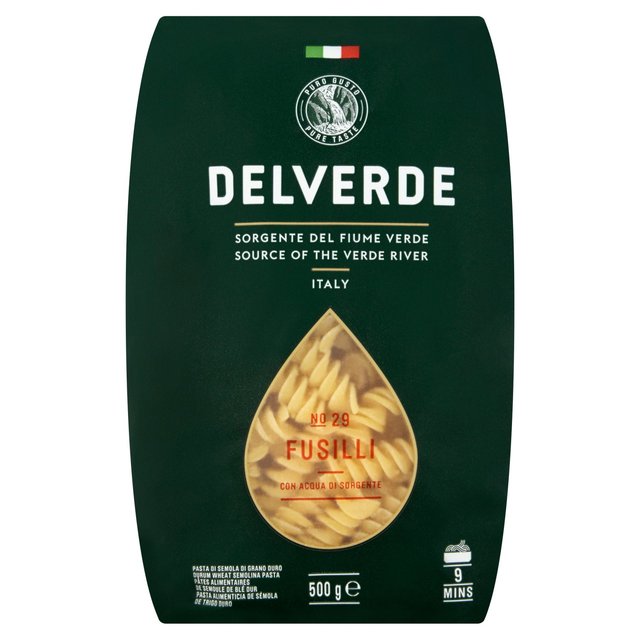 PURO GUSTO
PURE TASTE
DELVERDE
SORGENTE DEL FIUME VERDE
SOURCE OF THE VERDE RIVER
ITALY
NO 29
FUSILLI
CON ACQUA DI SORGENTE
PASTA DI SEMOLA DI GRANO DURO
DURUM WHEAT SEMOLINA PASTA
PÂTES ALIMENTAIRES
DE SEMOULE DE BLÉ DUR
PASTA ALIMENTICIA DE SÉMOLA
DE TRIGO DURO
500 g ℮
9
MINS